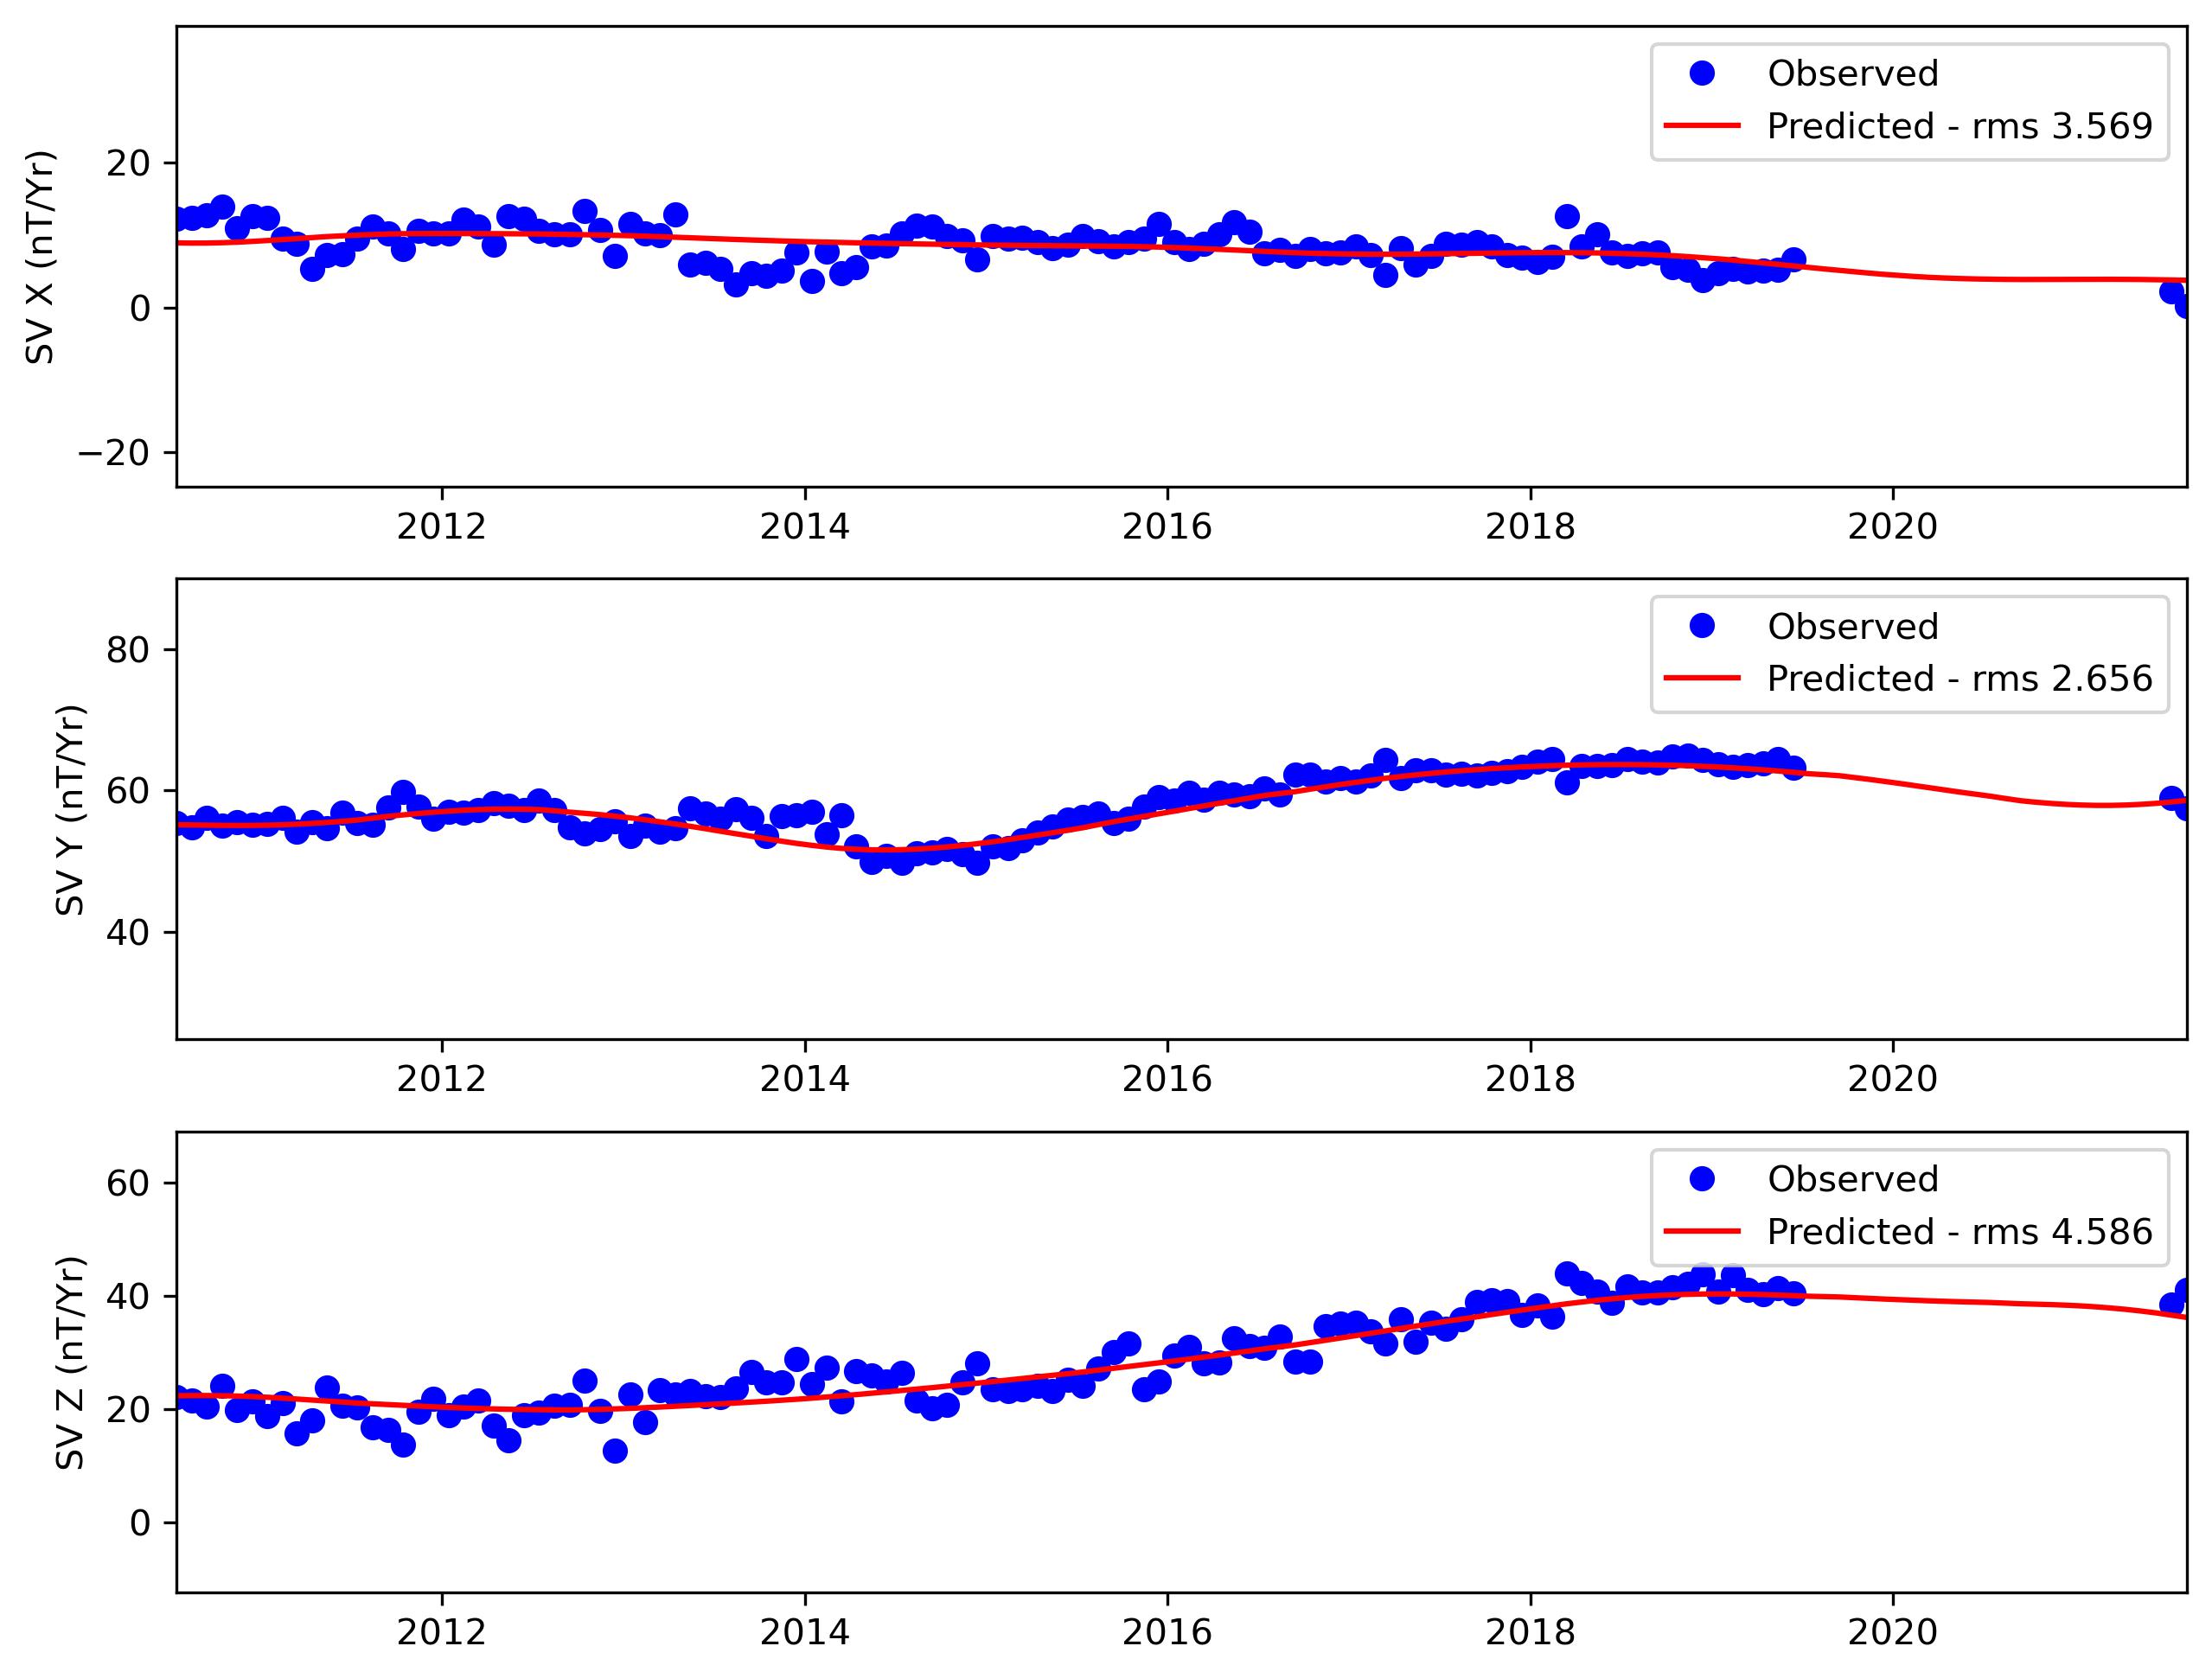 SV X (nT/Yr)
20
0
−20
Observed
Predicted - rms 3.569
2012 2014 2016 2018 2020
SV Y (nT/Yr)
80
60
40
Observed
Predicted - rms 2.656
2012 2014 2016 2018 2020
SV Z (nT/Yr)
60
40
20
0
Observed
Predicted - rms 4.586
2012 2014 2016 2018 2020